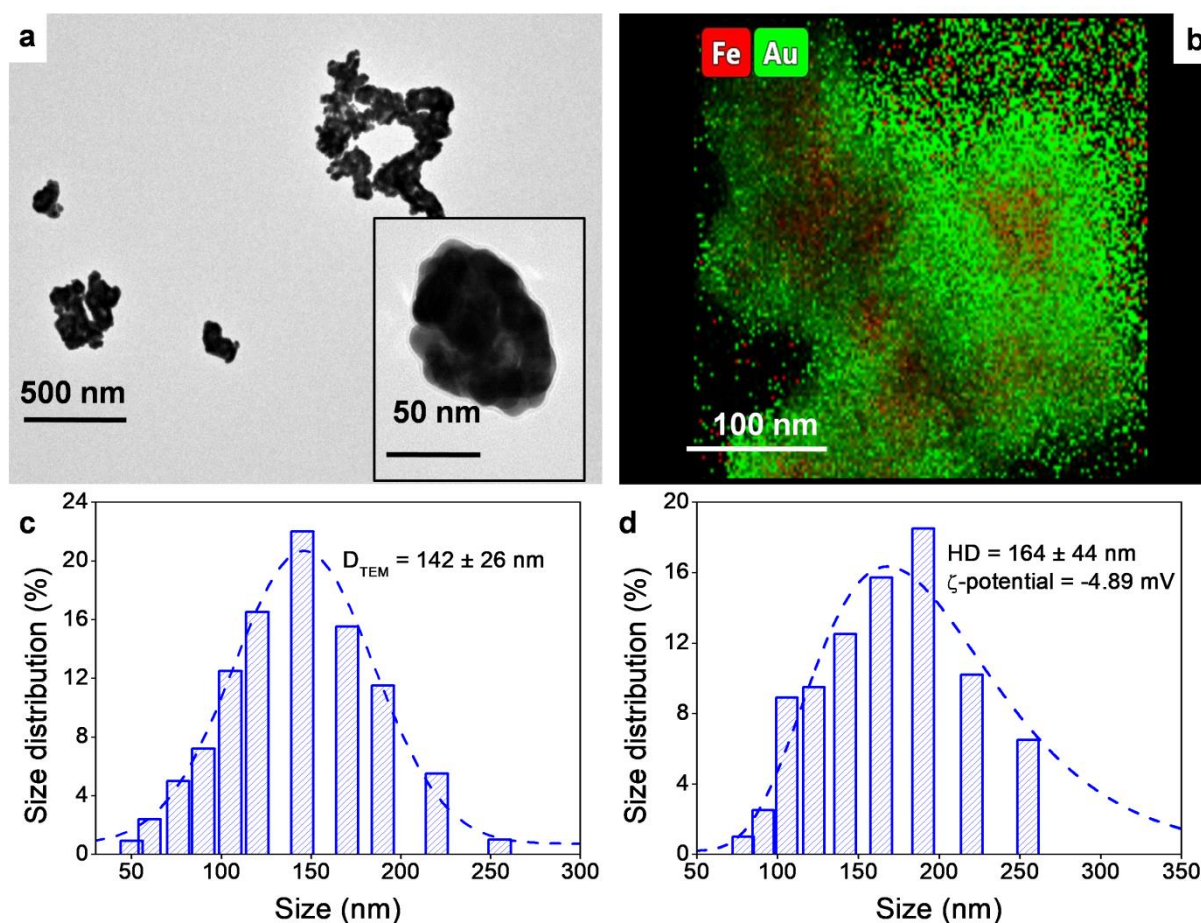 a
500 nm
50 nm
b
Fe Au
100 nm
c
D_TEM = 142 ± 26 nm
24
20
16
12
8
4
0
Size distribution (%)
50 100 150 200 250 300
Size (nm)
d
HD = 164 ± 44 nm
ζ-potential = -4.89 mV
20
16
12
8
4
0
Size distribution (%)
50 100 150 200 250 300 350
Size (nm)